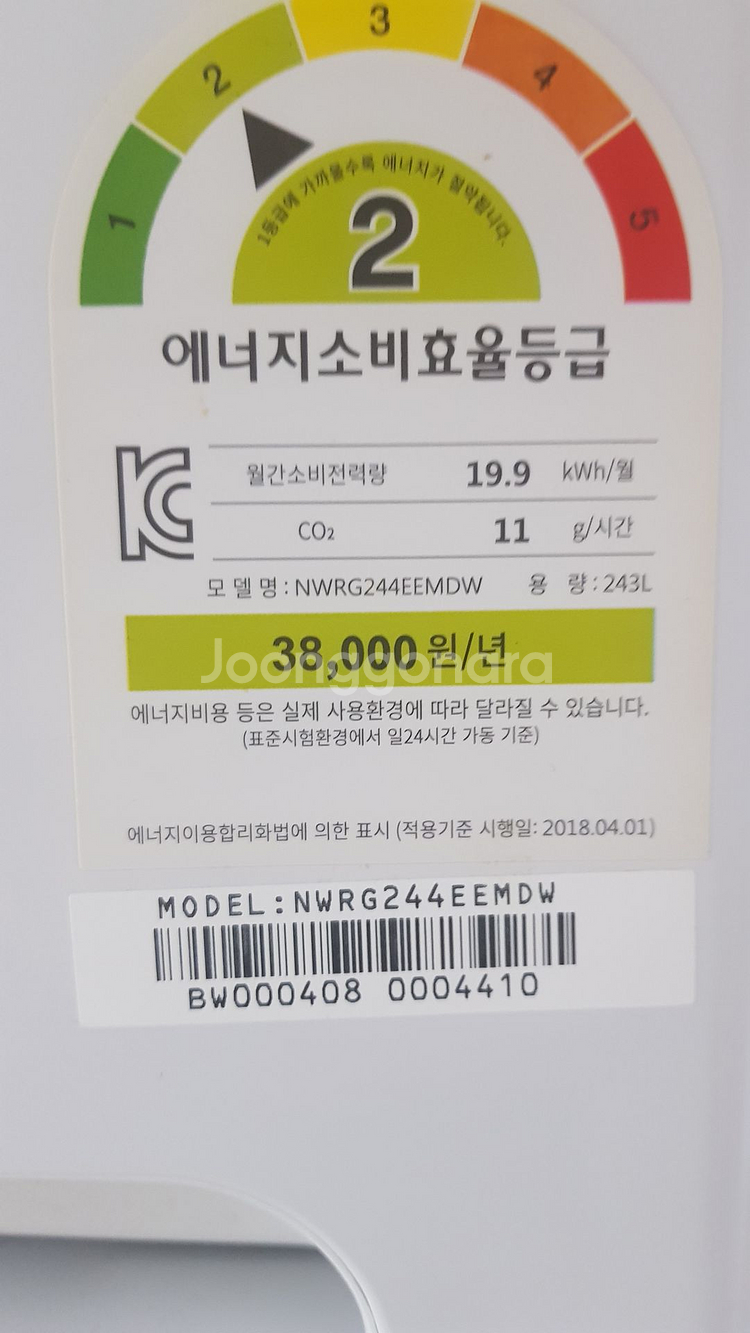 1 2 3 4 5
1등급에 가까울수록 에너지가 절약됩니다.
2
에너지소비효율등급
월간소비전력량 19.9 kWh/월
CO₂ 11 g/시간
모 델 명 : NWRG244EEMDW 용 량 : 243L
38,000 원/년
Joonggonara
에너지비용 등은 실제 사용환경에 따라 달라질 수 있습니다.
(표준시험환경에서 일24시간 가동 기준)
에너지이용합리화법에 의한 표시 (적용기준 시행일: 2018.04.01)
MODEL:NWRG244EEMDW
BW000408 0004410